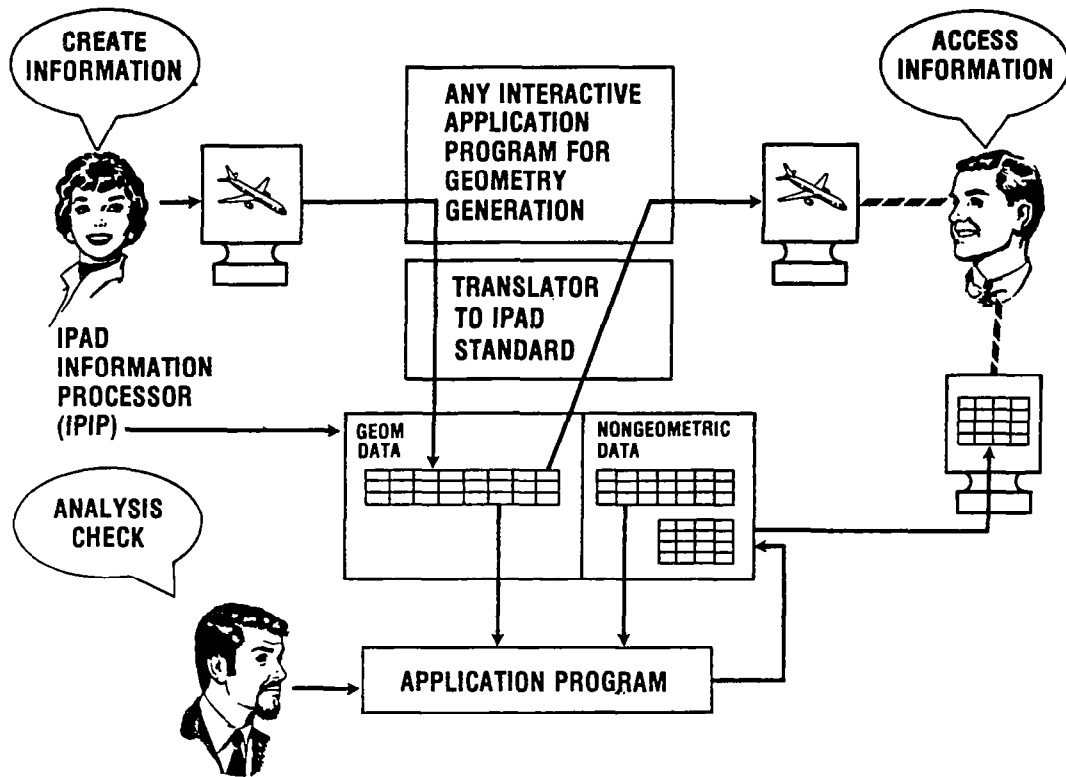 CREATE
INFORMATION
ACCESS
INFORMATION
ANY INTERACTIVE
APPLICATION
PROGRAM FOR
GEOMETRY
GENERATION
TRANSLATOR
TO IPAD
STANDARD
IPAD
INFORMATION
PROCESSOR
(IPIP)
GEOM
DATA
NONGEOMETRIC
DATA
ANALYSIS
CHECK
APPLICATION PROGRAM